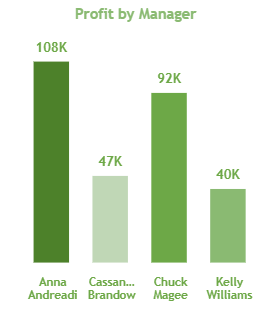 Profit by Manager
108K
47K
92K
40K
Anna
Andreadi
Cassan...
Brandow
Chuck
Magee
Kelly
Williams